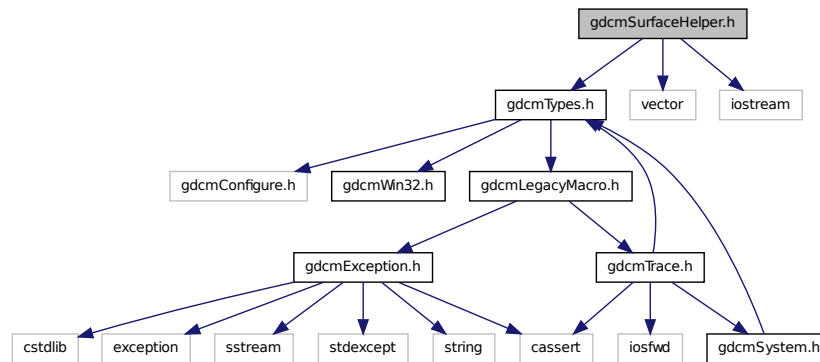 gdcmSurfaceHelper.h
gdcmTypes.h
vector
iostream
gdcmConfigure.h
gdcmWin32.h
gdcmLegacyMacro.h
gdcmException.h
gdcmTrace.h
cstdlib
exception
sstream
stdexcept
string
cassert
iosfwd
gdcmSystem.h